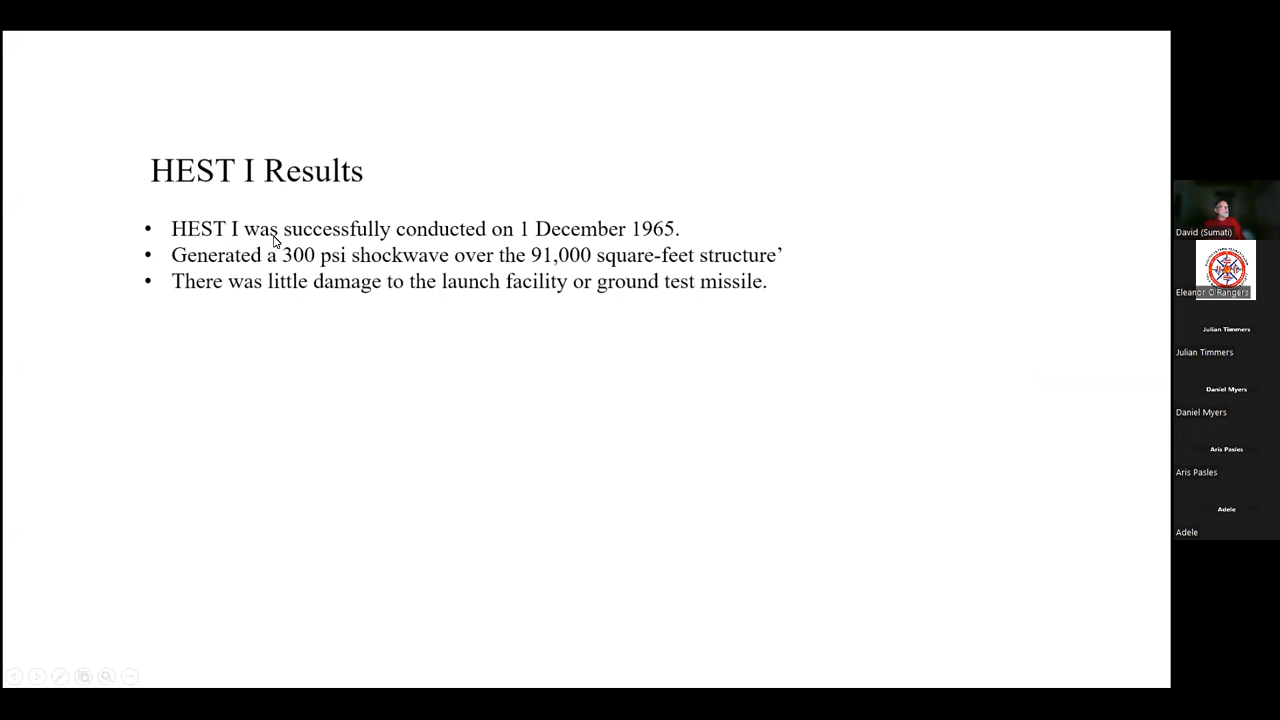 HEST I Results
• HEST I was successfully conducted on 1 December 1965.
• Generated a 300 psi shockwave over the 91,000 square-feet structure’
• There was little damage to the launch facility or ground test missile.
David (Sumati)
Eleanor O'Rangers
Julian Timmers
Julian Timmers
Daniel Myers
Daniel Myers
Aris Pasles
Aris Pasles
Adele
Adele